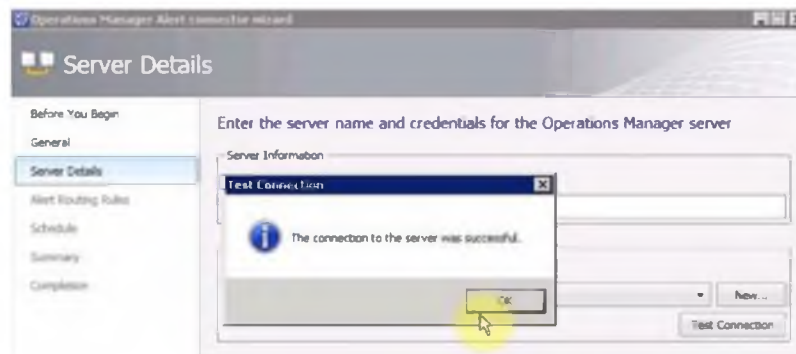 Operations Manager Alert connector wizard
Server Details
Before You Begin
General
Server Details
Alert Routing Rules
Schedule
Summary
Completion
Enter the server name and credentials for the Operations Manager server
Server Information
Test Connection
The connection to the server was successful.
OK
New...
Test Connection